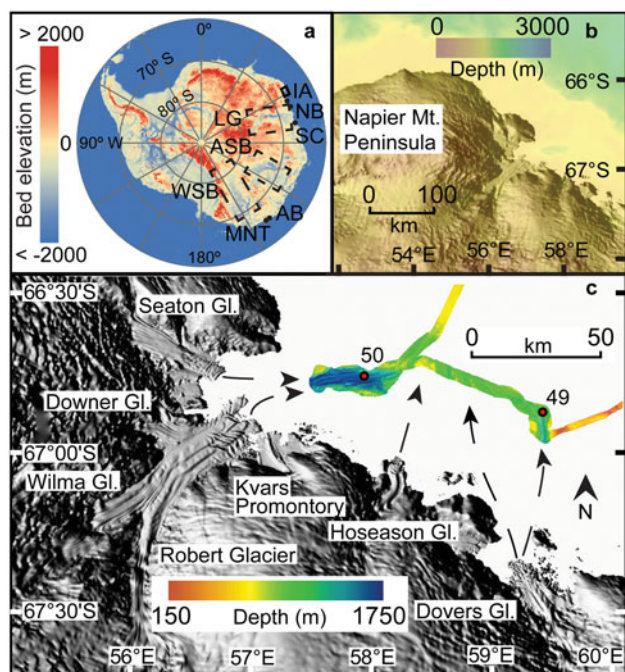 a
> 2000
Bed elevation (m)
0
< -2000
0°
70° S
80° S
90° W
180°
IA
NB
SC
LG
ASB
WSB
AB
MNT
b
0
3000
Depth (m)
66°S
67°S
Napier Mt.
Peninsula
0
100
km
54°E
56°E
58°E
c
66°30'S
67°00'S
67°30'S
Seaton Gl.
50
0
50
km
49
Downer Gl.
Wilma Gl.
Kvars
Promontory
Hoseason Gl.
N
Robert Glacier
150
1750
Depth (m)
Dovers Gl.
56°E
57°E
58°E
59°E
60°E